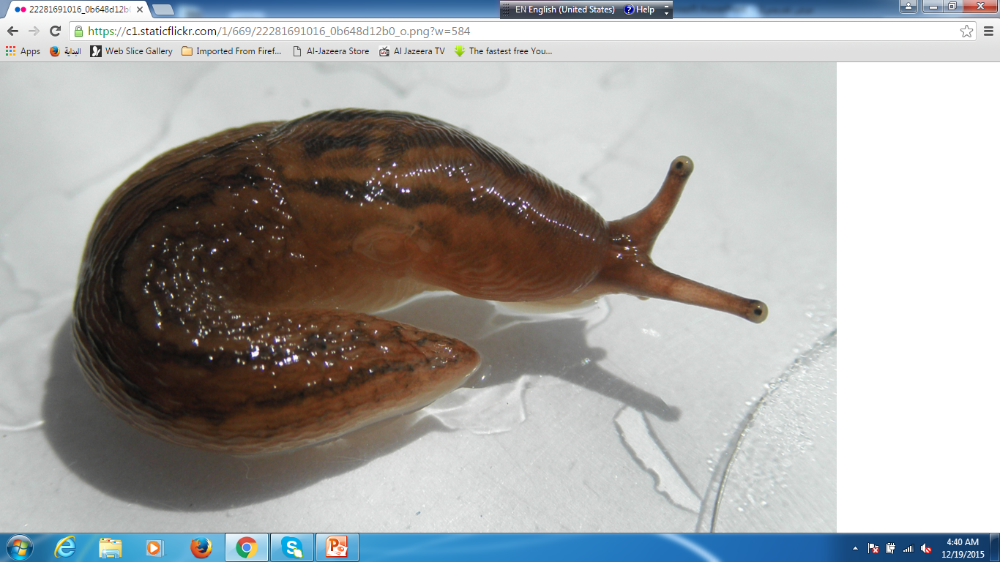 22281691016_0b648d12b0
EN English (United States) Help
https://c1.staticflickr.com/1/669/22281691016_0b648d12b0_o.png?w=584
Apps البداية Web Slice Gallery Imported From Firef... Al-Jazeera Store Al Jazeera TV The fastest free You...
4:40 AM
12/19/2015